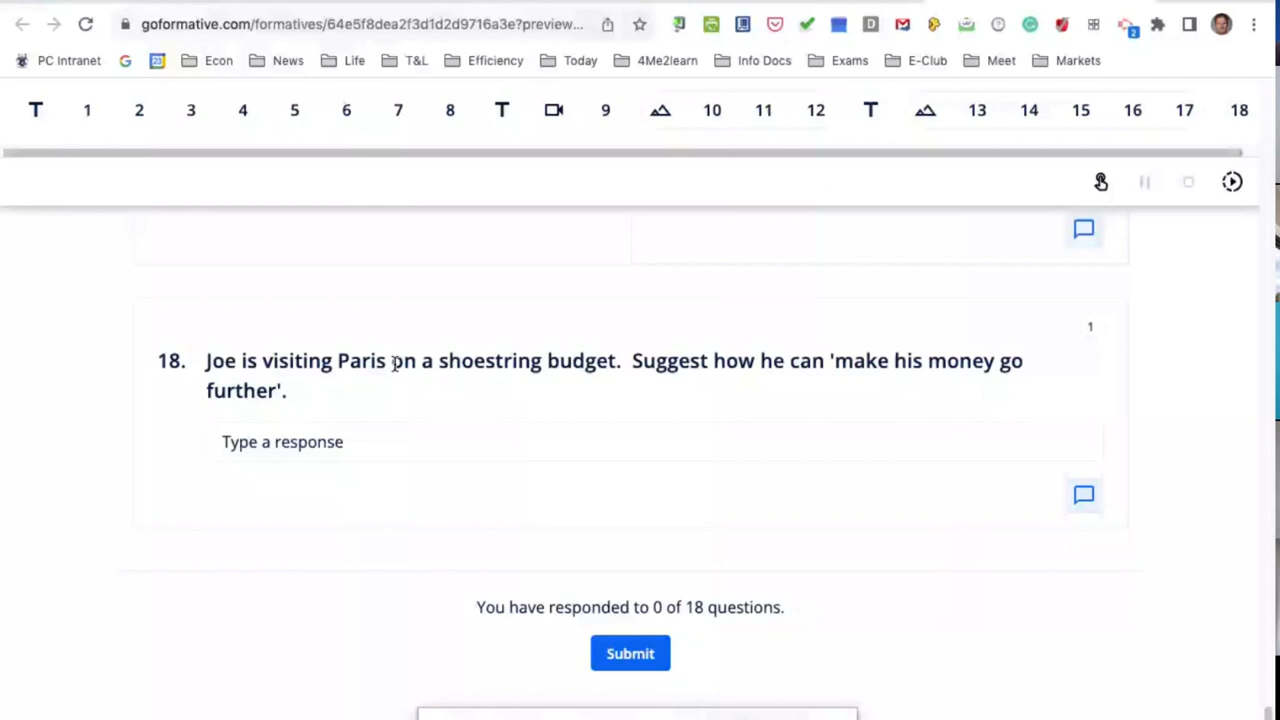 goformative.com/formatives/64e5f8dea2f3d1d2d9716a3e?preview...
2
PC Intranet Econ News Life T&L Efficiency Today 4Me2learn Info Docs Exams E-Club Meet Markets
T 1 2 3 4 5 6 7 8 T 9 10 11 12 T 13 14 15 16 17 18
1
18. Joe is visiting Paris on a shoestring budget. Suggest how he can 'make his money go
further'.
Type a response
You have responded to 0 of 18 questions.
Submit